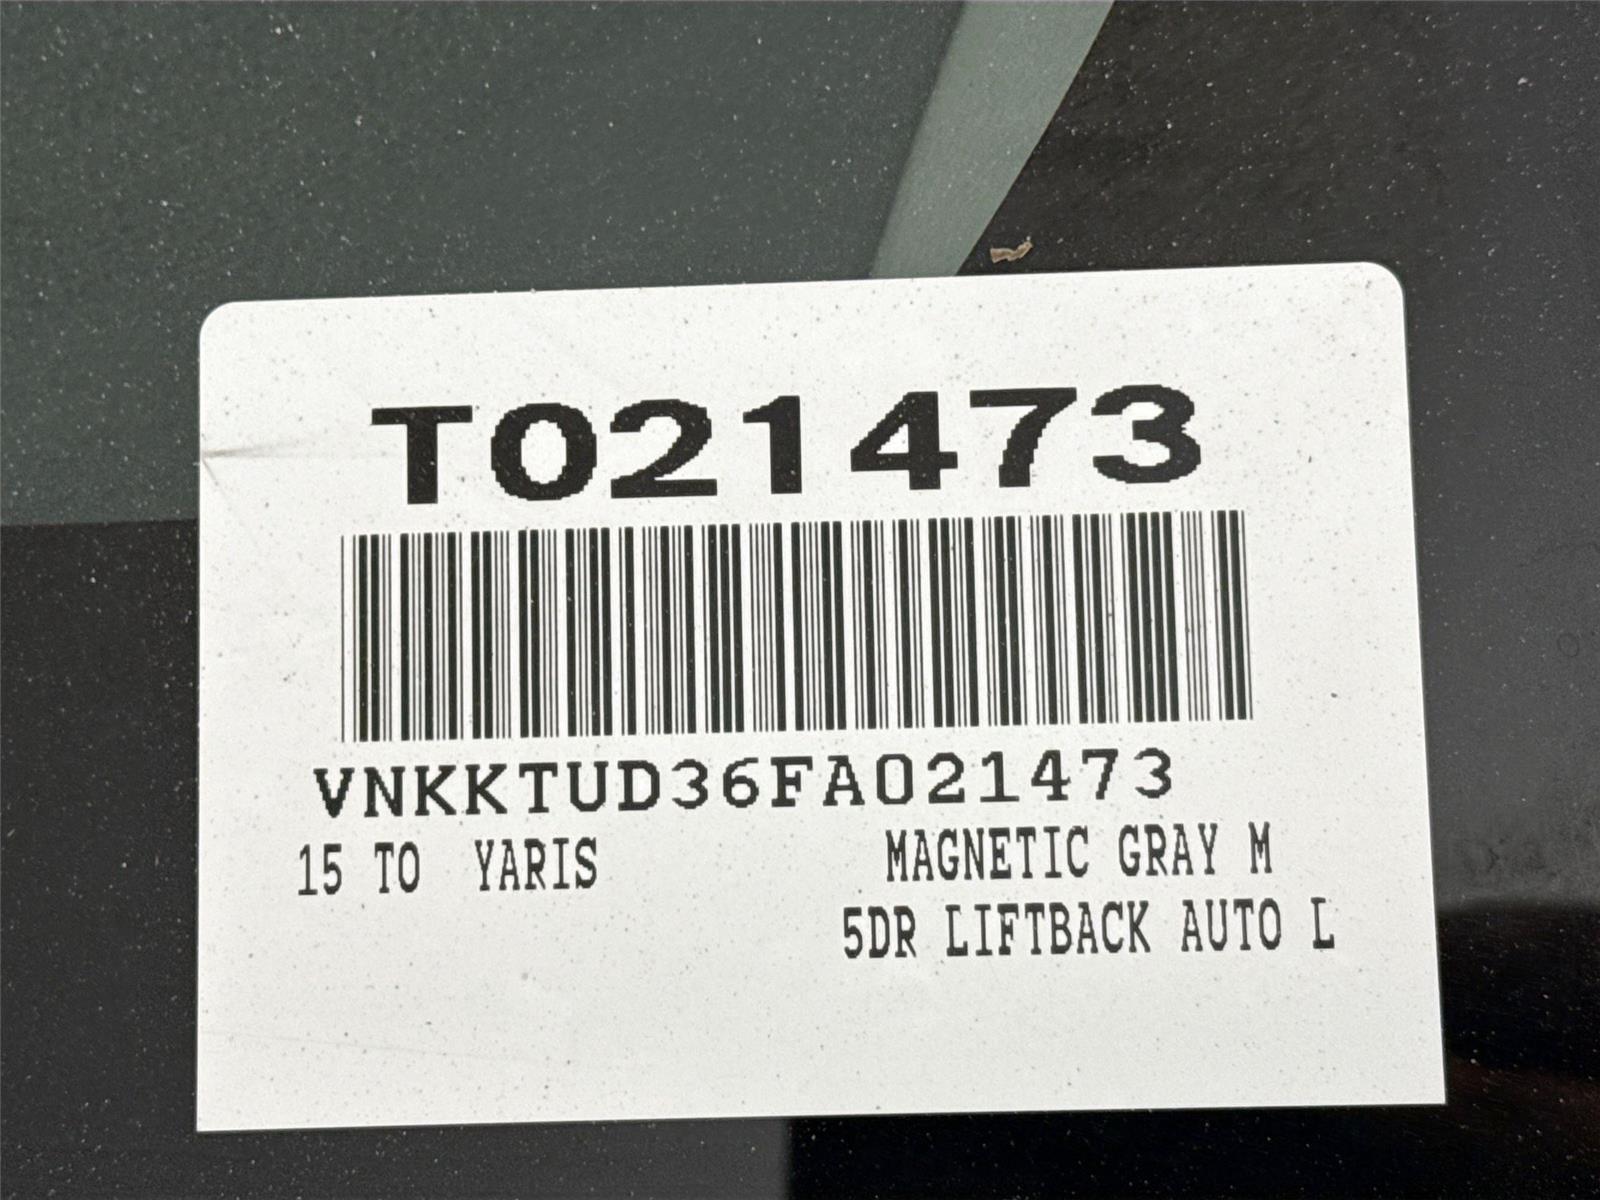 T021473
VNKKTUD36FA021473
15 TO YARIS MAGNETIC GRAY M
5DR LIFTBACK AUTO L